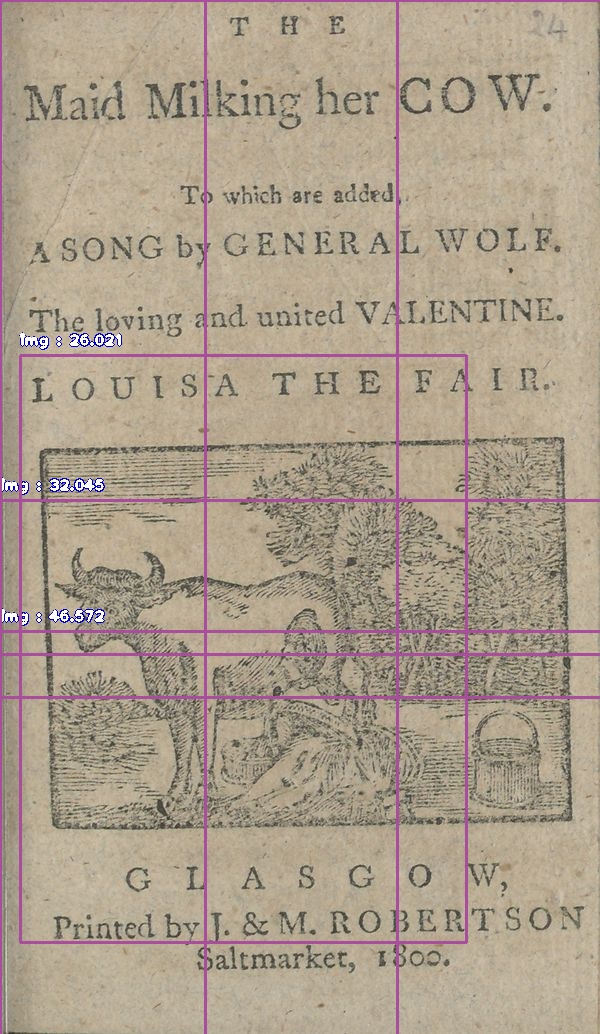 24
THE
Maid Milking her COW.
To which are added,
A SONG by GENERAL WOLF.
The loving and united VALENTINE.
Img : 26.021
LOUISA THE FAIR.
Img : 32.045
Img : 46.572
GLASGOW,
Printed by J. & M. ROBERTSON
Saltmarket, 1800.